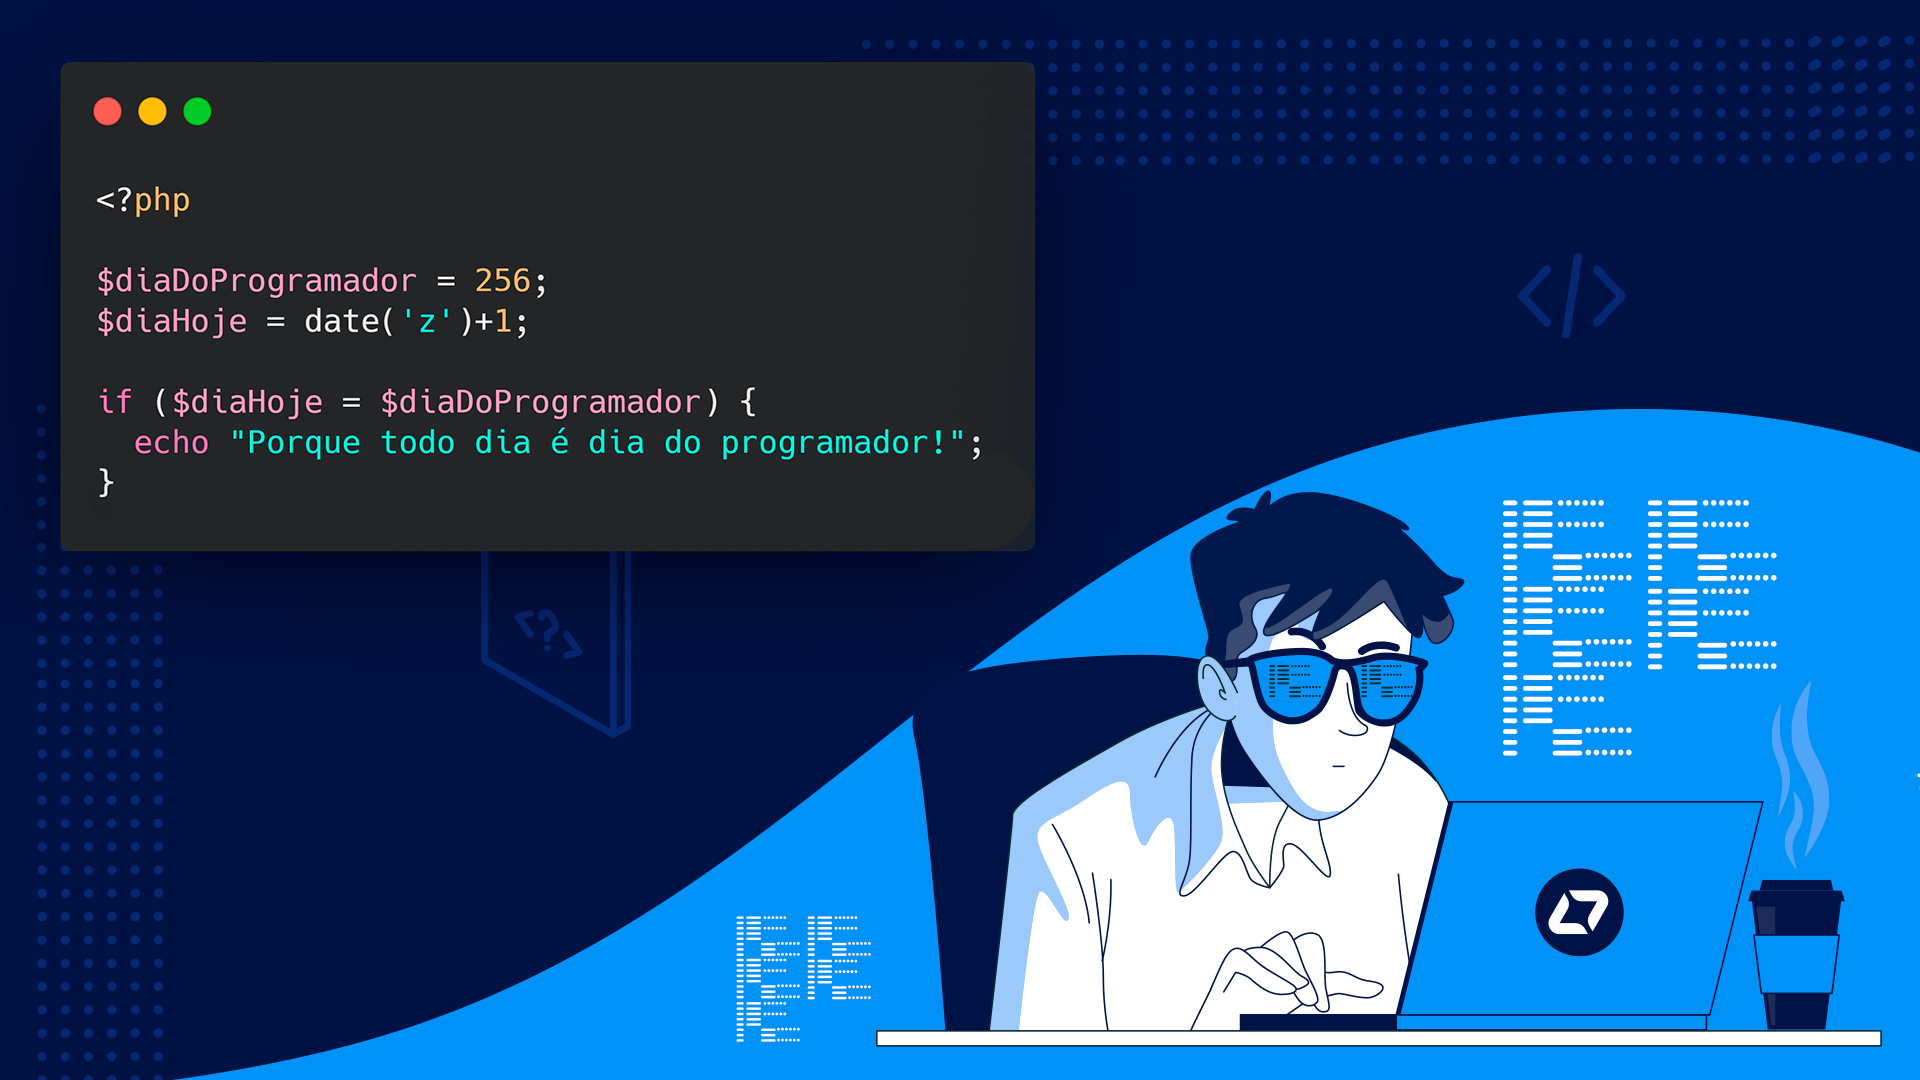 <?php
$diaDoProgramador = 256;
$diaHoje = date('z')+1;
if ($diaHoje = $diaDoProgramador) {
  echo "Porque todo dia é dia do programador!";
}
</>
<?>